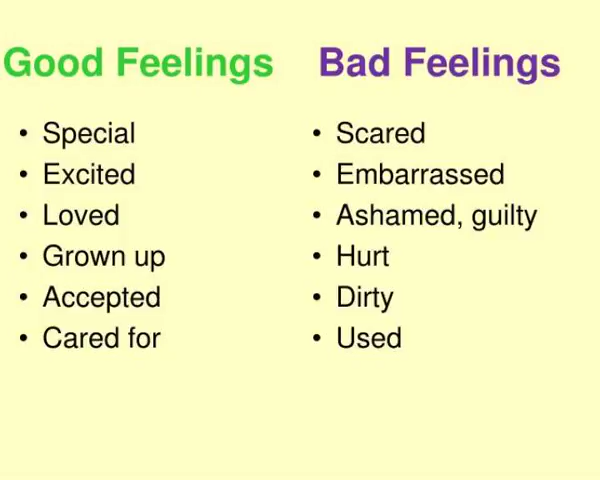 Good Feelings
• Special
• Excited
• Loved
• Grown up
• Accepted
• Cared for
Bad Feelings
• Scared
• Embarrassed
• Ashamed, guilty
• Hurt
• Dirty
• Used